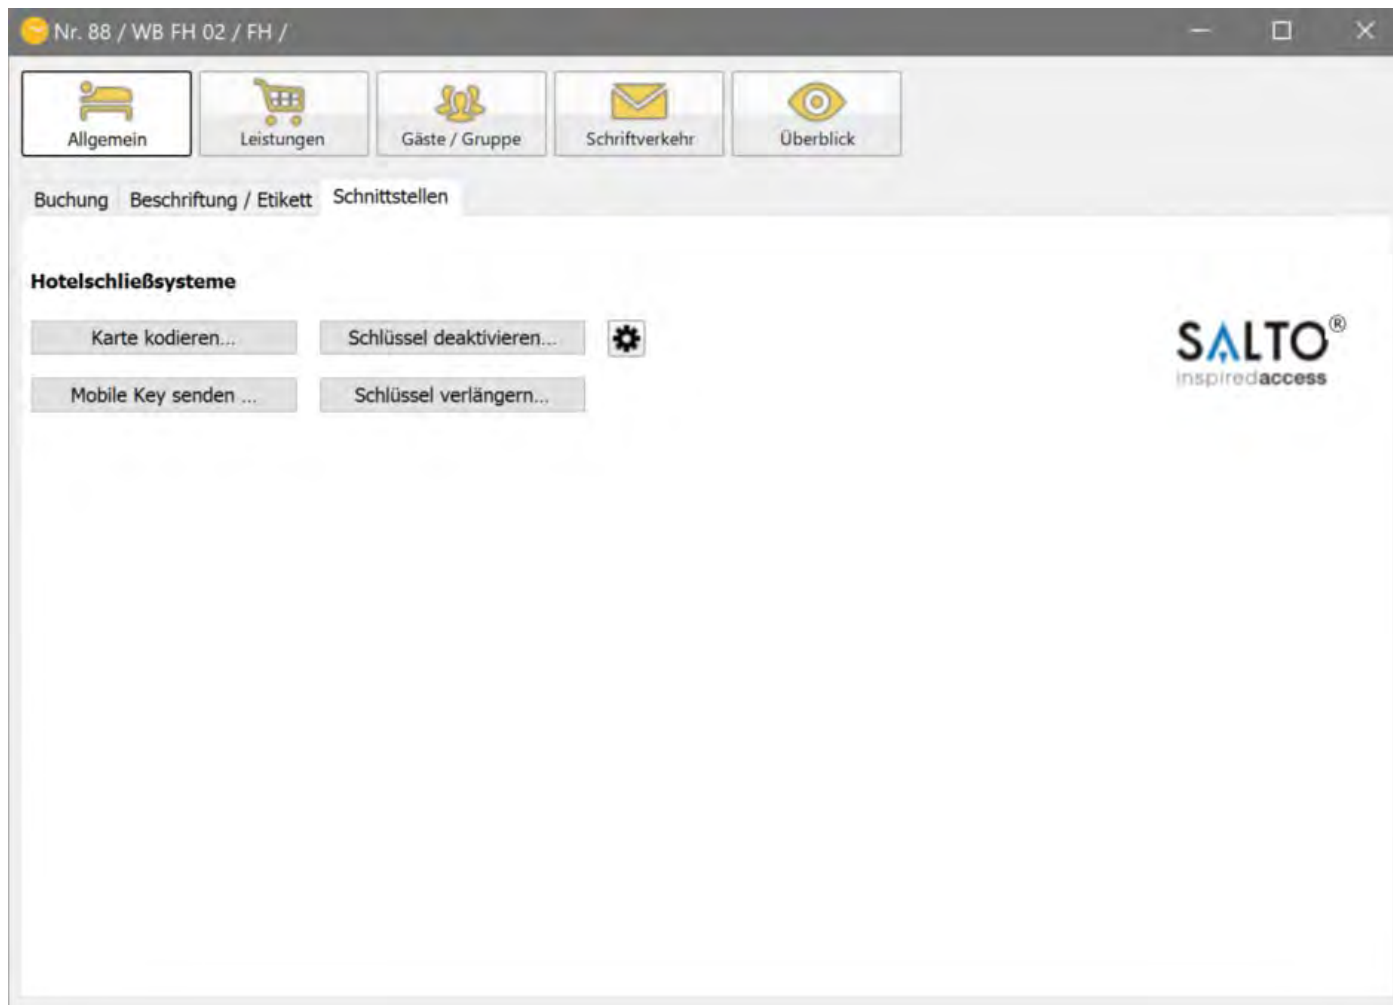 Nr. 88 / WB FH 02 / FH /
Allgemein Leistungen Gäste / Gruppe Schriftverkehr Überblick
Buchung Beschriftung / Etikett Schnittstellen
Hotelschließsysteme
Karte kodieren... Schlüssel deaktivieren...
Mobile Key senden ... Schlüssel verlängern...
SALTO®
inspiredaccess